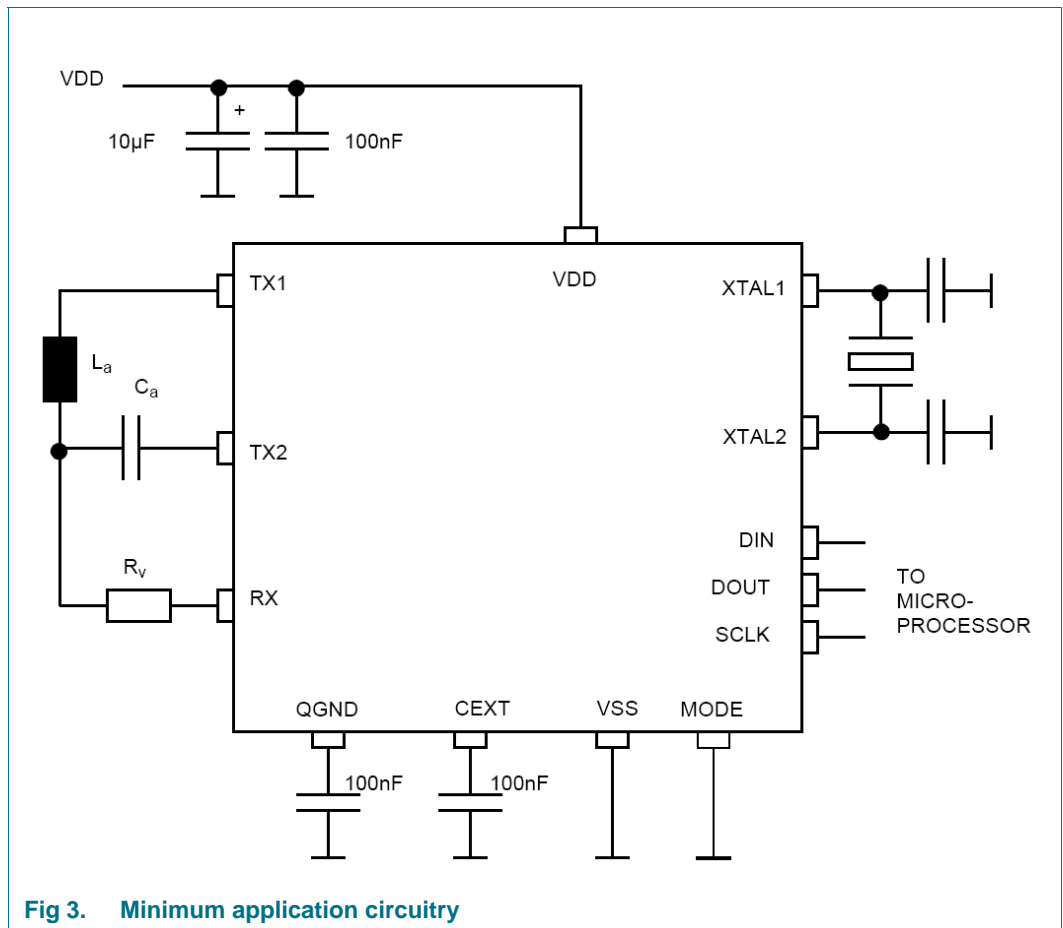 VDD
+
10µF
100nF
TX1
VDD
XTAL1
La
Ca
TX2
XTAL2
DIN
Rv
RX
DOUT
TO
MICRO-
PROCESSOR
SCLK
QGND
CEXT
VSS
MODE
100nF
100nF
Fig 3. Minimum application circuitry